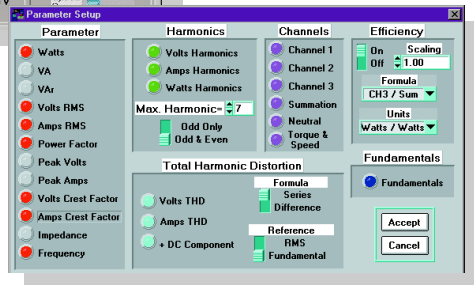 Parameter Setup
Parameter
Watts
VA
VAr
Volts RMS
Amps RMS
Power Factor
Peak Volts
Peak Amps
Volts Crest Factor
Amps Crest Factor
Impedance
Frequency
Harmonics
Volts Harmonics
Amps Harmonics
Watts Harmonics
Max. Harmonic= 7
Odd Only
Odd & Even
Channels
Channel 1
Channel 2
Channel 3
Summation
Neutral
Torque &
Speed
Efficiency
On
Off
Scaling
1.00
Formula
CH3 / Sum
Units
Watts / Watts
Total Harmonic Distortion
Volts THD
Amps THD
+ DC Component
Formula
Series
Difference
Reference
RMS
Fundamental
Fundamentals
Fundamentals
Accept
Cancel